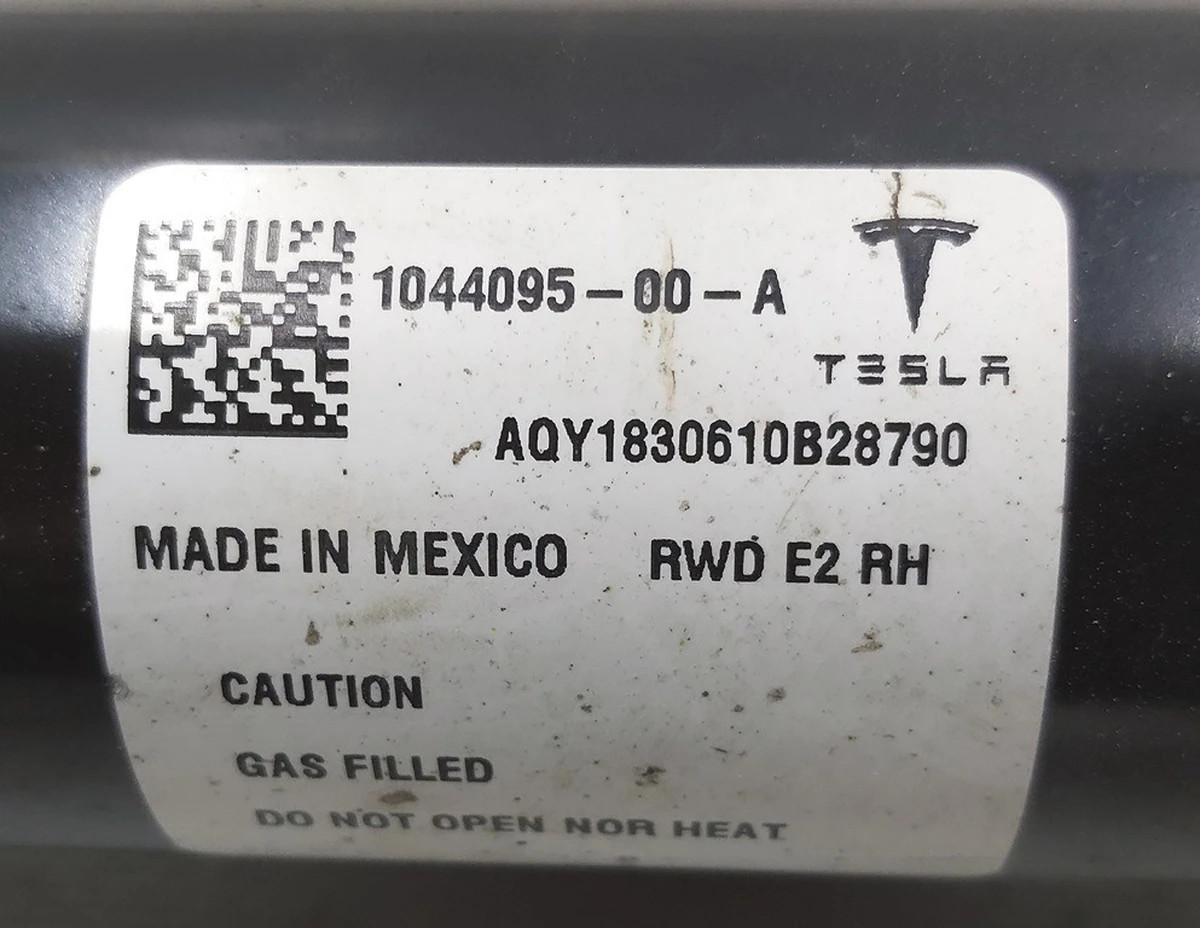 1044095-00-A
TESLA
AQY1830610B28790
MADE IN MEXICO RWD E2 RH
CAUTION
GAS FILLED
DO NOT OPEN NOR HEAT